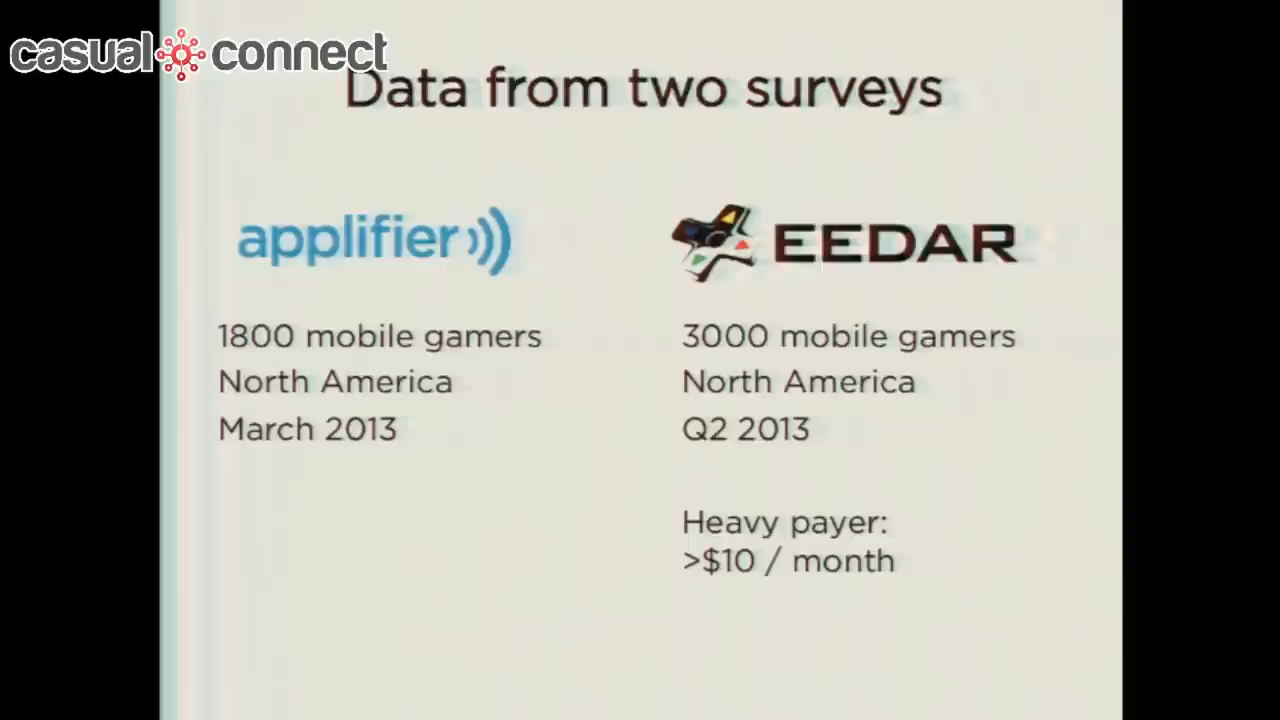 casual connect
Data from two surveys
applifier
EEDAR
1800 mobile gamers
North America
March 2013
3000 mobile gamers
North America
Q2 2013
Heavy payer:
>$10 / month